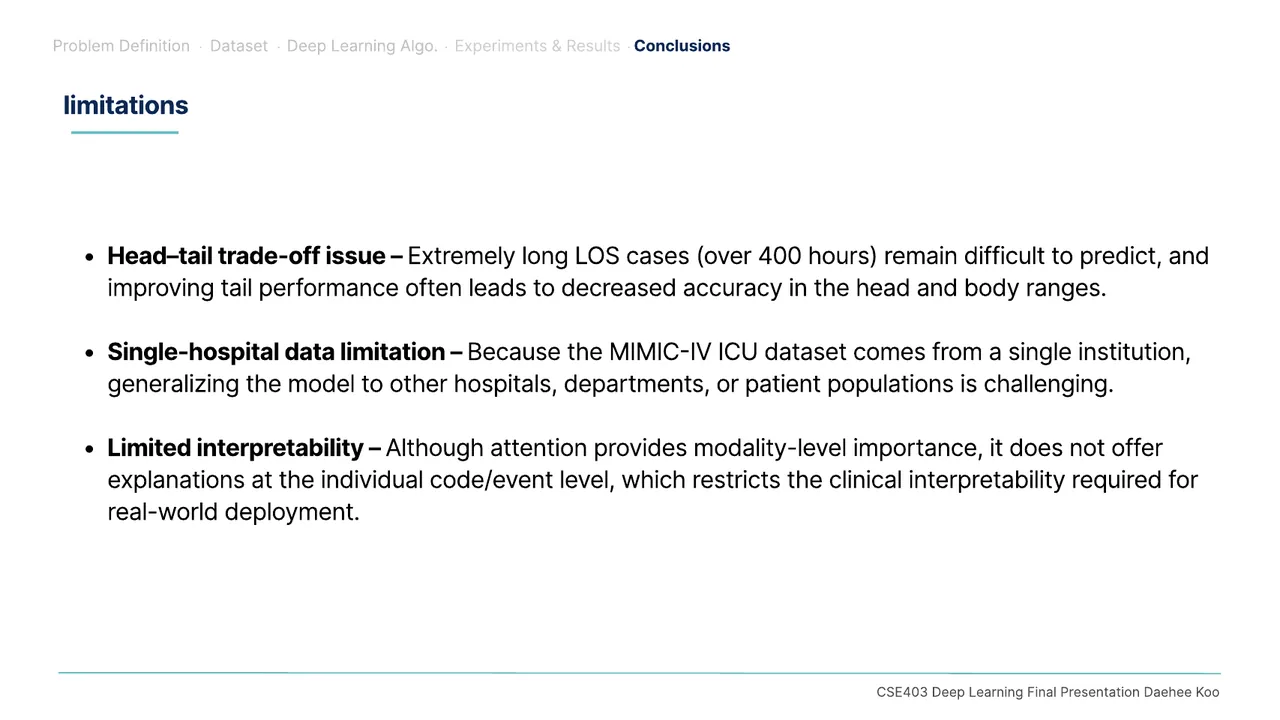 Problem Definition · Dataset · Deep Learning Algo. · Experiments & Results · Conclusions
limitations
• Head–tail trade-off issue – Extremely long LOS cases (over 400 hours) remain difficult to predict, and
improving tail performance often leads to decreased accuracy in the head and body ranges.
• Single-hospital data limitation – Because the MIMIC-IV ICU dataset comes from a single institution,
generalizing the model to other hospitals, departments, or patient populations is challenging.
• Limited interpretability – Although attention provides modality-level importance, it does not offer
explanations at the individual code/event level, which restricts the clinical interpretability required for
real-world deployment.
CSE403 Deep Learning Final Presentation Daehee Koo